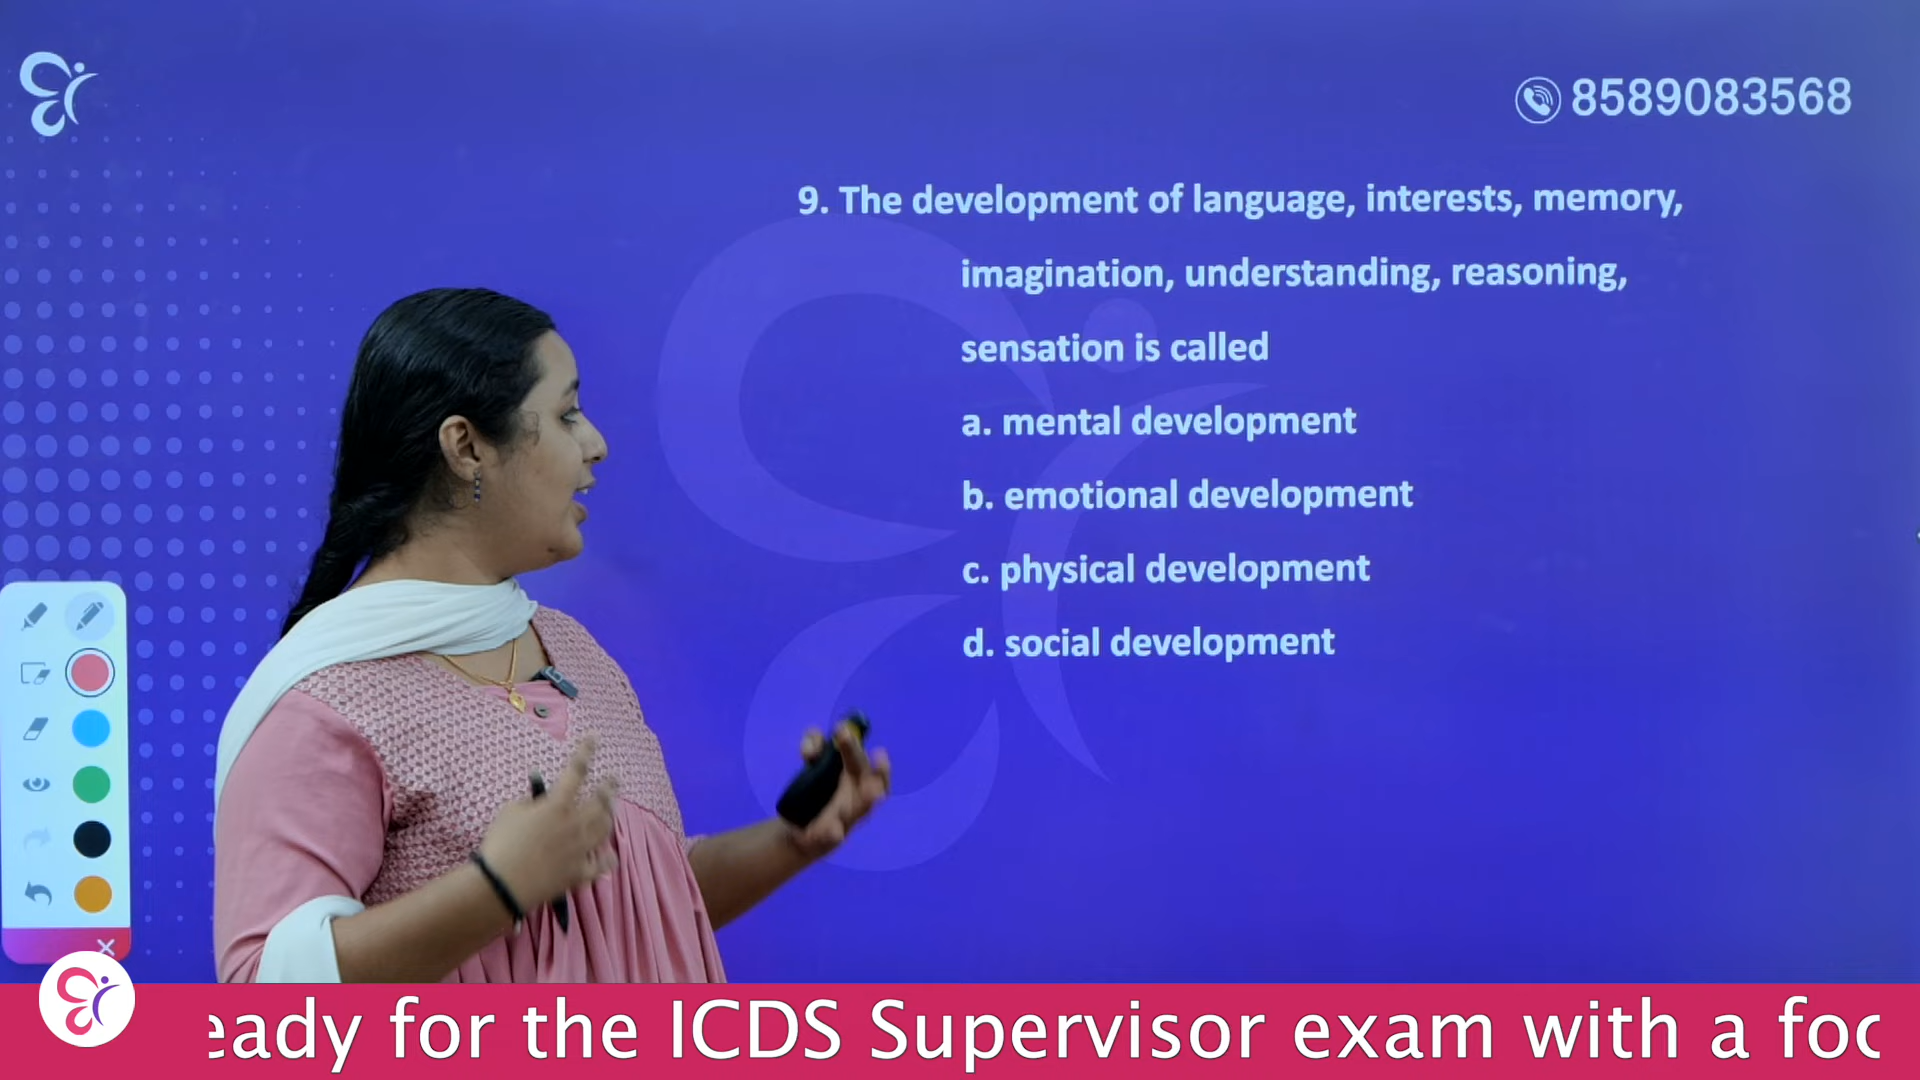 8589083568
9. The development of language, interests, memory,
imagination, understanding, reasoning,
sensation is called
a. mental development
b. emotional development
c. physical development
d. social development
eady for the ICDS Supervisor exam with a foc